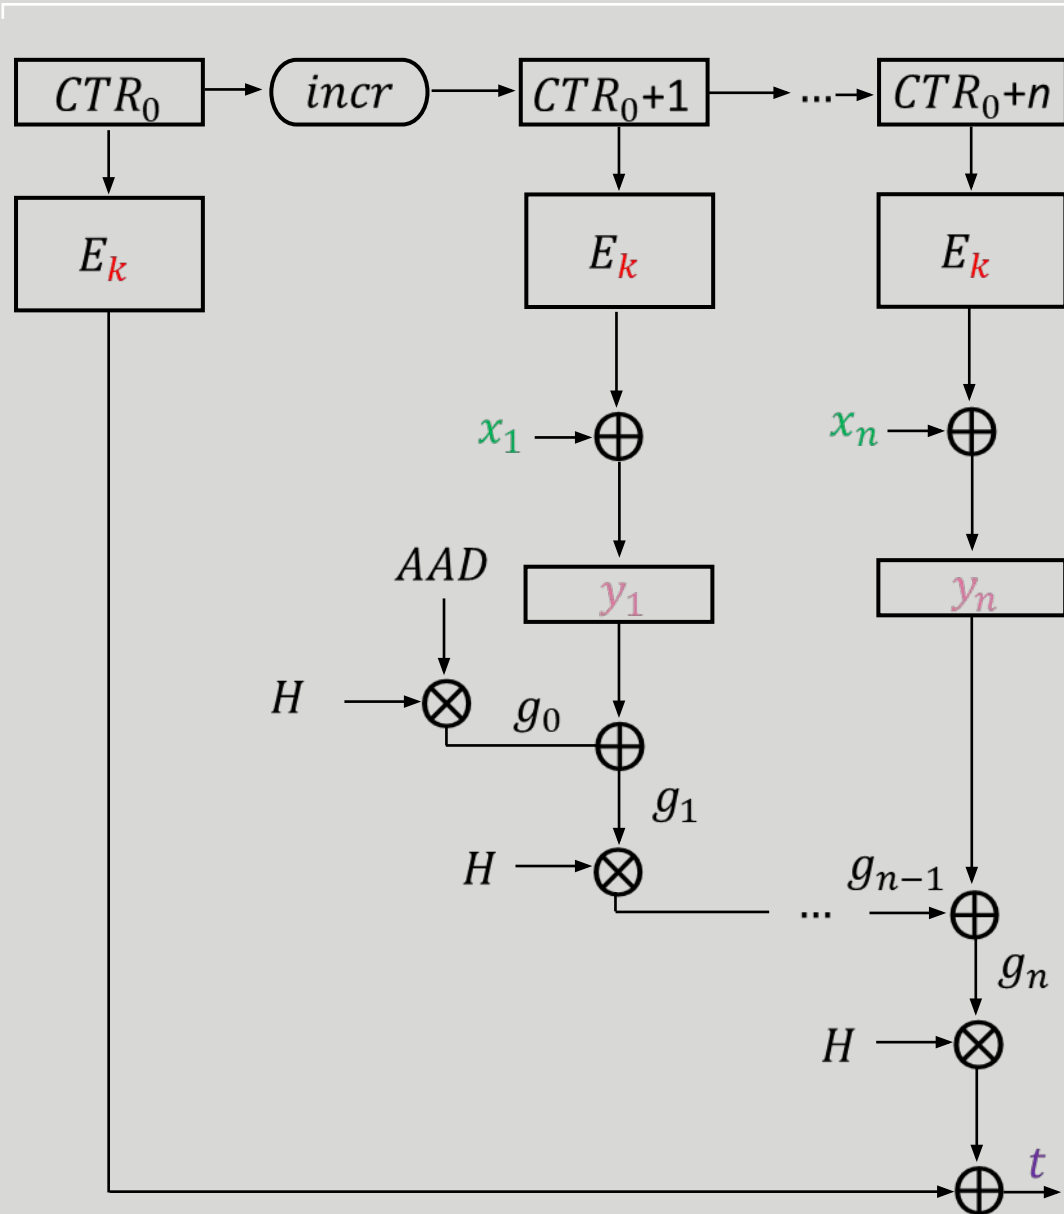 CTR₀ incr CTR₀+1 ... CTR₀+n
Eₖ Eₖ Eₖ
x₁ xₙ
AAD y₁ yₙ
H g₀
g₁
H gₙ₋₁
...
gₙ
H
t